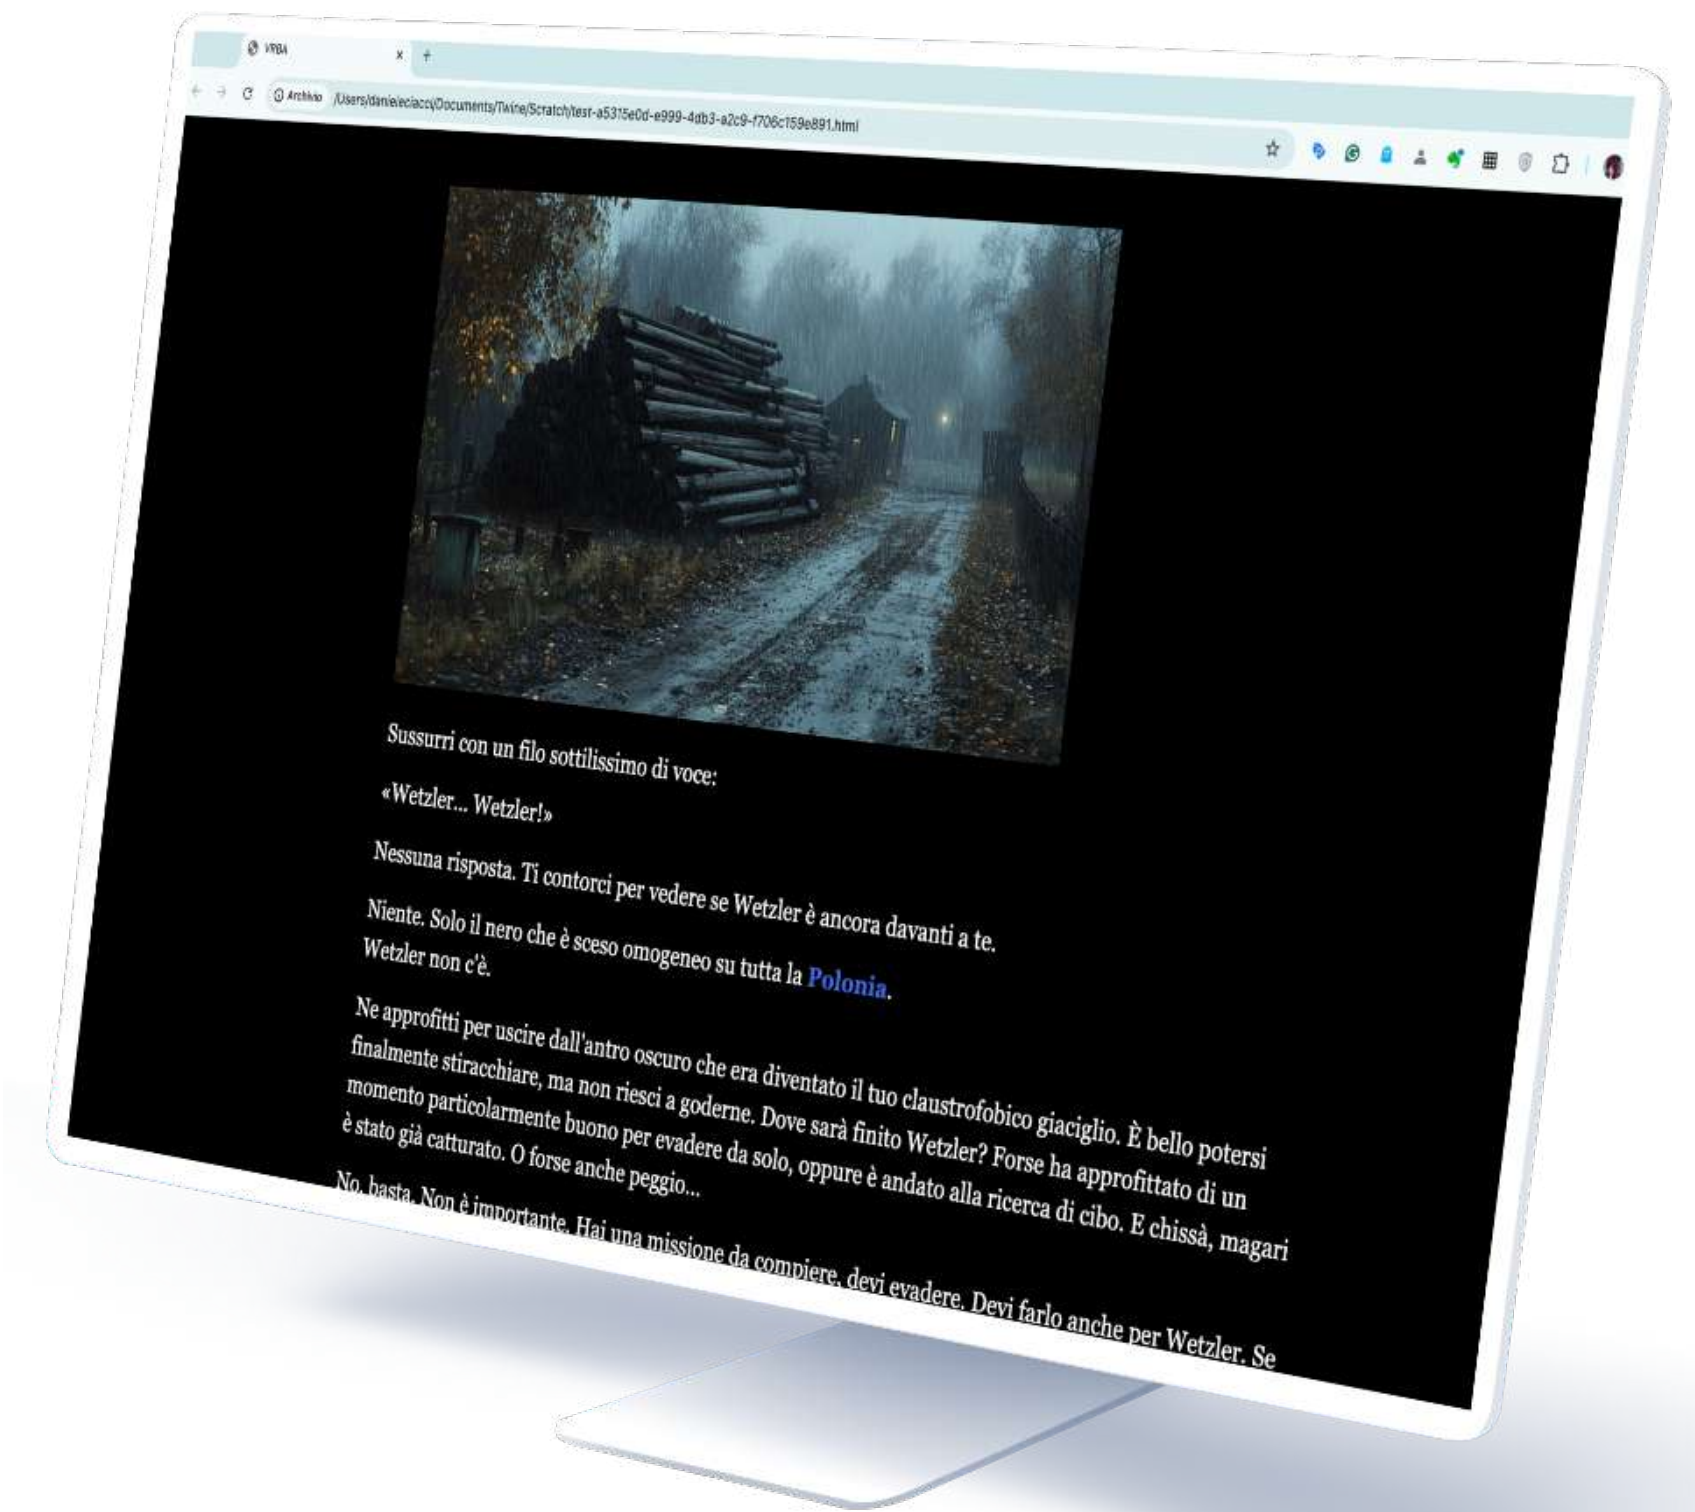 VRBA
Archivio /Users/danieleciacci/Documents/Twine/Scratch/test-a5315e0d-e999-4db3-a2c9-f706c159e891.html
Sussurri con un filo sottilissimo di voce:
«Wetzler... Wetzler!»
Nessuna risposta. Ti contorci per vedere se Wetzler è ancora davanti a te.
Niente. Solo il nero che è sceso omogeneo su tutta la Polonia.
Wetzler non c'è.
Ne approfitti per uscire dall'antro oscuro che era diventato il tuo claustrofobico giaciglio. È bello potersi
finalmente stiracchiare, ma non riesci a goderne. Dove sarà finito Wetzler? Forse ha approfittato di un
momento particolarmente buono per evadere da solo, oppure è andato alla ricerca di cibo. E chissà, magari
è stato già catturato. O forse anche peggio...
No, basta. Non è importante. Hai una missione da compiere, devi evadere. Devi farlo anche per Wetzler. Se